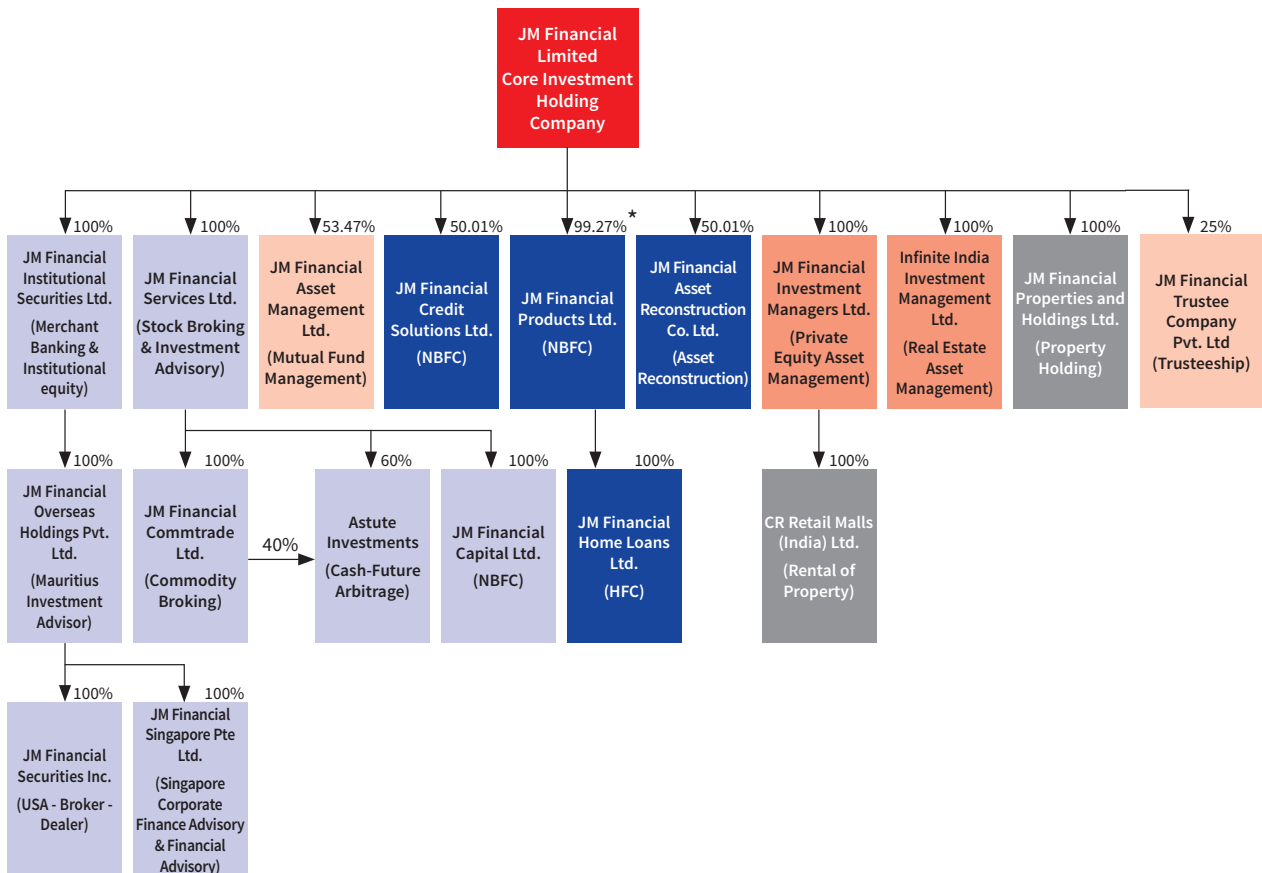 JM Financial
Limited
Core Investment
Holding
Company
100%
100%
53.47%
50.01%
99.27%
*
50.01%
100%
100%
100%
25%
JM Financial
Institutional
Securities Ltd.
(Merchant
Banking &
Institutional
equity)
JM Financial
Services Ltd.
(Stock Broking
& Investment
Advisory)
JM Financial
Asset
Management
Ltd.
(Mutual Fund
Management)
JM Financial
Credit
Solutions Ltd.
(NBFC)
JM Financial
Products Ltd.
(NBFC)
JM Financial
Asset
Reconstruction
Co. Ltd.
(Asset
Reconstruction)
JM Financial
Investment
Managers Ltd.
(Private
Equity Asset
Management)
Infinite India
Investment
Management
Ltd.
(Real Estate
Asset
Management)
JM Financial
Properties and
Holdings Ltd.
(Property
Holding)
JM Financial
Trustee
Company
Pvt. Ltd
(Trusteeship)
100%
100%
60%
100%
100%
100%
JM Financial
Overseas
Holdings Pvt.
Ltd.
(Mauritius
Investment
Advisor)
JM Financial
Commtrade
Ltd.
(Commodity
Broking)
40%
Astute
Investments
(Cash-Future
Arbitrage)
JM Financial
Capital Ltd.
(NBFC)
JM Financial
Home Loans
Ltd.
(HFC)
CR Retail Malls
(India) Ltd.
(Rental of
Property)
100%
100%
JM Financial
Securities Inc.
(USA - Broker -
Dealer)
JM Financial
Singapore Pte
Ltd.
(Singapore
Corporate
Finance Advisory
& Financial
Advisory)